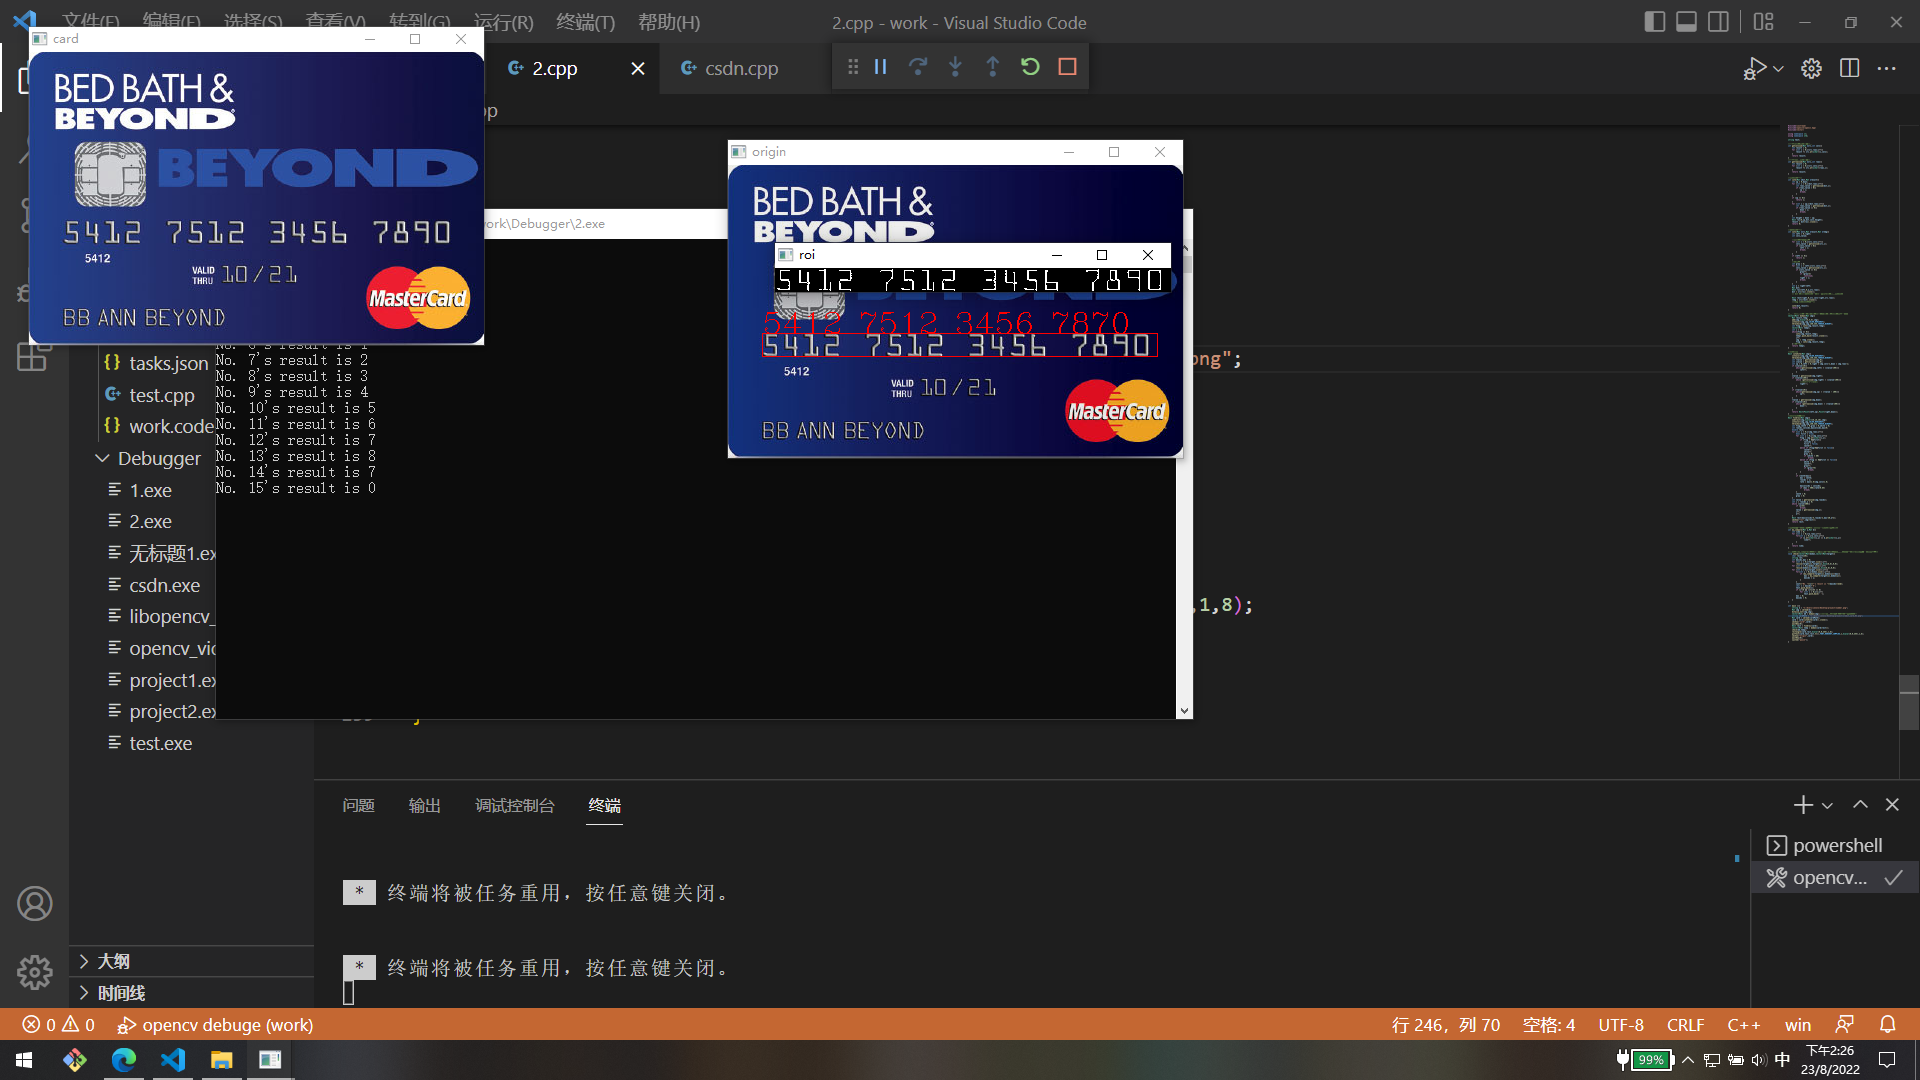 文件(F) 编辑(E) 选择(S) 查看(V) 转到(G) 运行(R) 终端(T) 帮助(H)
2.cpp - work - Visual Studio Code
card
BED BATH &
BEYOND
BEYOND
5412 7512 3456 7890
5412
VALID THRU 10/21
BB ANN BEYOND
MasterCard
2.cpp
csdn.cpp
pp
ork\Debugger\2.exe
origin
BED BATH &
BEYOND
roi
5412 7512 3456 7890
5412 7512 3456 7870
5412 7512 3456 7890
5412
VALID THRU 10/21
BB ANN BEYOND
MasterCard
ong";
,1,8);
No. 6's result is 1
No. 7's result is 2
No. 8's result is 3
No. 9's result is 4
No. 10's result is 5
No. 11's result is 6
No. 12's result is 7
No. 13's result is 8
No. 14's result is 7
No. 15's result is 0
{} tasks.json
test.cpp
{} work.code
Debugger
1.exe
2.exe
无标题1.ex
csdn.exe
libopencv_
opencv_vic
project1.ex
project2.ex
test.exe
大纲
时间线
问题 输出 调试控制台 终端
* 终端将被任务重用，按任意键关闭。
* 终端将被任务重用，按任意键关闭。
powershell
opencv...
0 0 opencv debuge (work)
行 246，列 70 空格: 4 UTF-8 CRLF C++ win
99% 中 下午2:26
23/8/2022